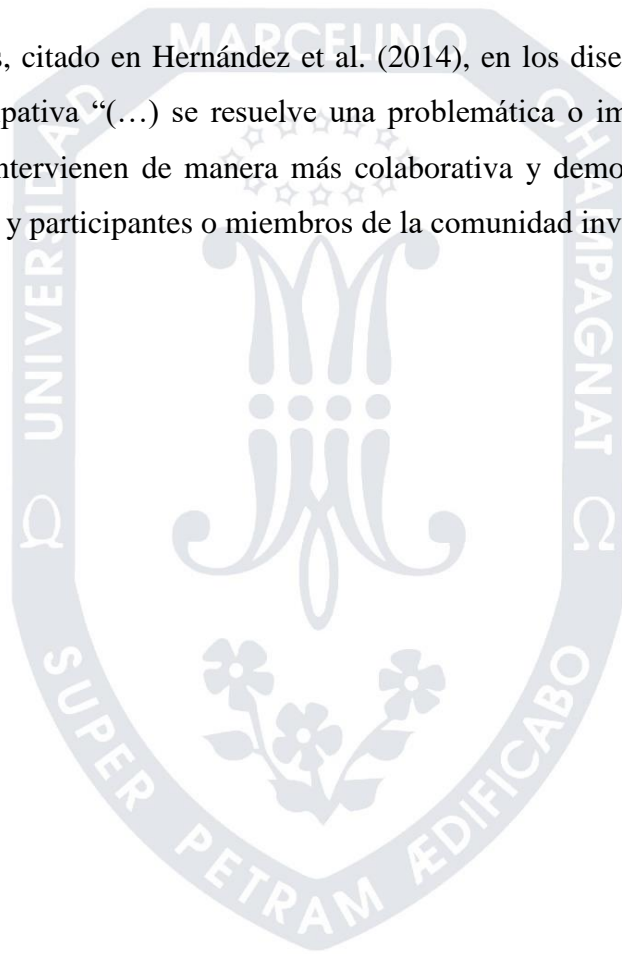 MARCELINO
s, citado en Hernández et al. (2014), en los dise
ipativa “(…) se resuelve una problemática o im
ntervienen de manera más colaborativa y demo
y participantes o miembros de la comunidad inv
UNIVERSIDAD
CHAMPAGNAT
SUPER PETRAM ÆDIFICABO